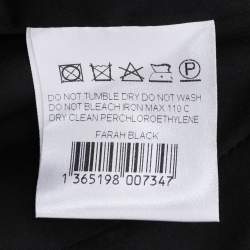 P
DO NOT TUMBLE DRY DO NOT WASH
DO NOT BLEACH IRON MAX 110 C
DRY CLEAN PERCHLOROETHYLENE
FARAH BLACK
1 365198 007347